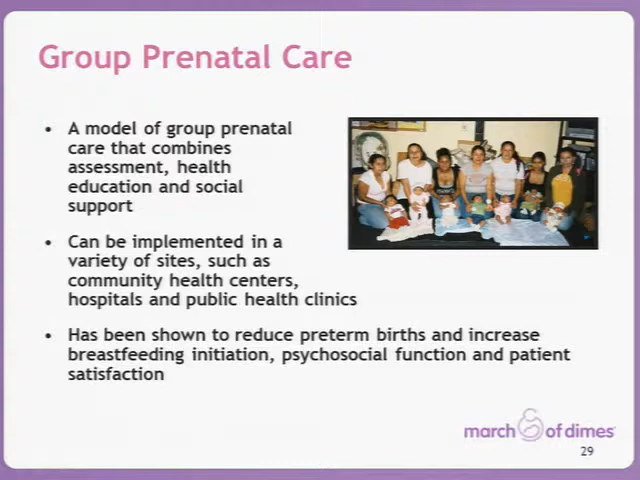 Group Prenatal Care
• A model of group prenatal
care that combines
assessment, health
education and social
support
• Can be implemented in a
variety of sites, such as
community health centers,
hospitals and public health clinics
• Has been shown to reduce preterm births and increase
breastfeeding initiation, psychosocial function and patient
satisfaction
march of dimes
29